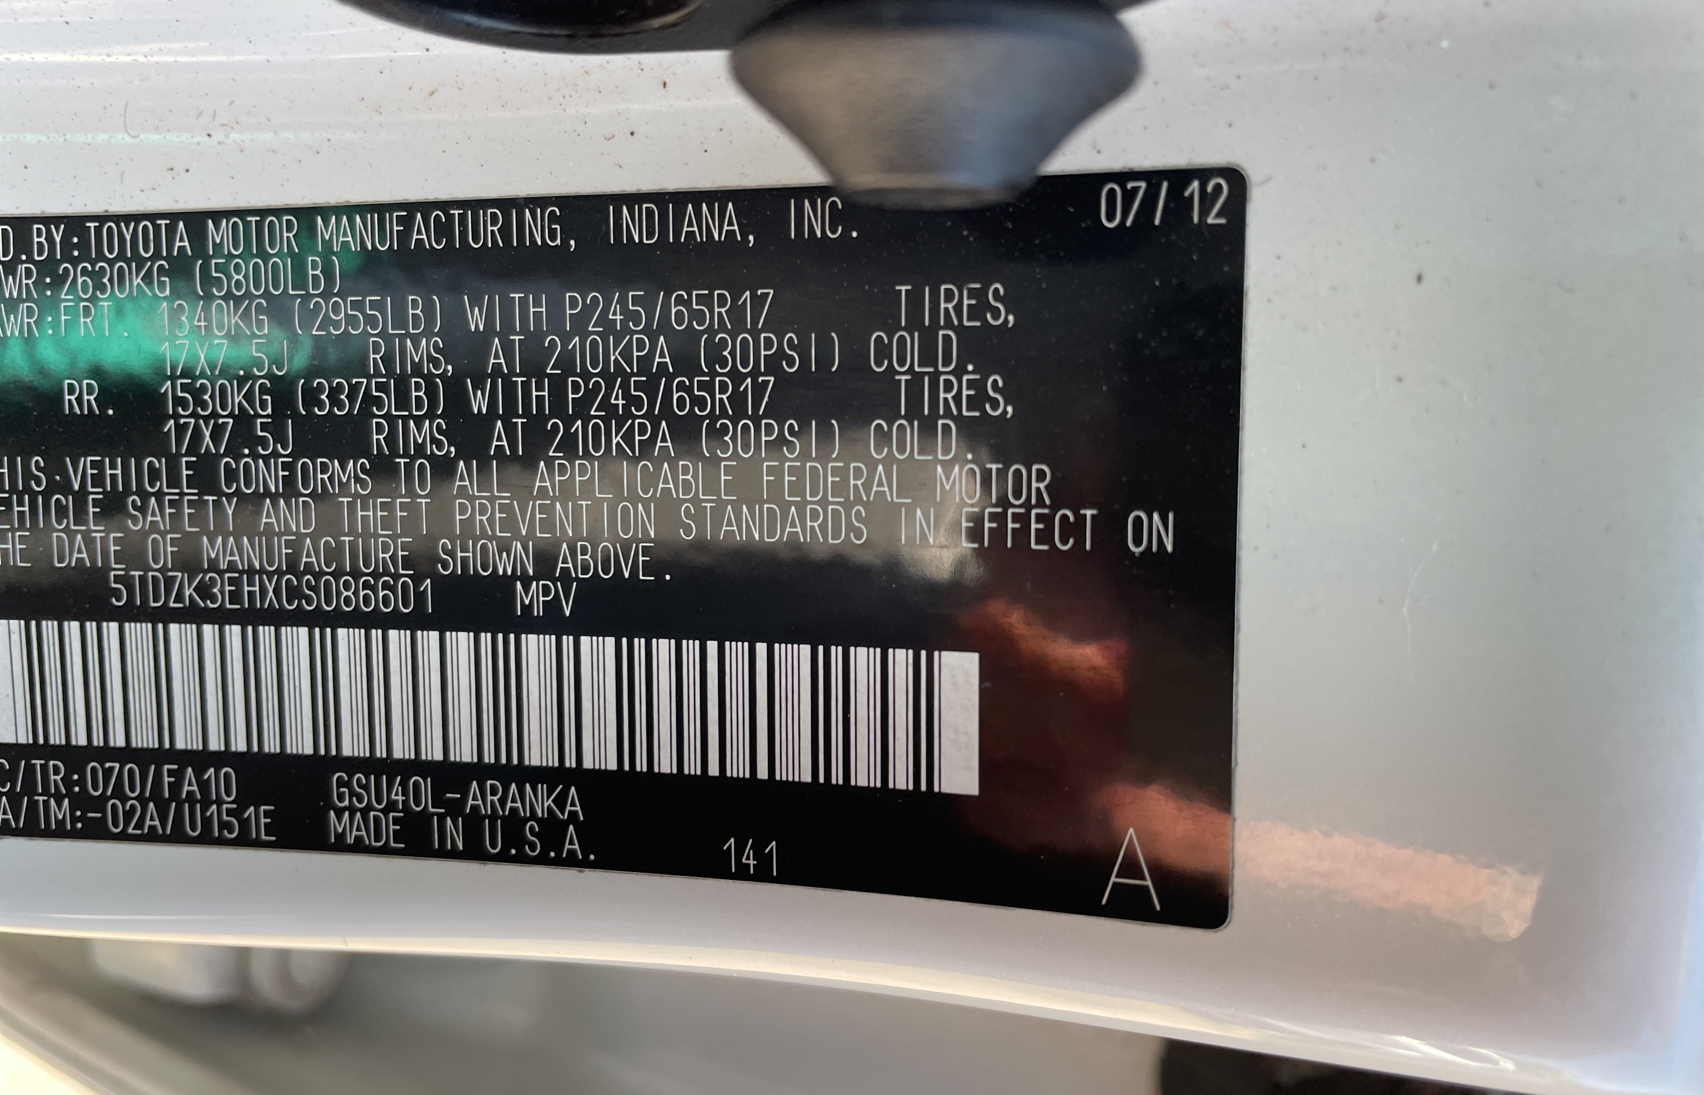 D.BY:TOYOTA MOTOR MANUFACTURING, INDIANA, INC. 07/12
WR:2630KG (5800LB)
AWR:FRT. 1340KG (2955LB) WITH P245/65R17 TIRES,
17X7.5J RIMS, AT 210KPA (30PSI) COLD.
RR. 1530KG (3375LB) WITH P245/65R17 TIRES,
17X7.5J RIMS, AT 210KPA (30PSI) COLD.
HIS VEHICLE CONFORMS TO ALL APPLICABLE FEDERAL MOTOR
EHICLE SAFETY AND THEFT PREVENTION STANDARDS IN EFFECT ON
HE DATE OF MANUFACTURE SHOWN ABOVE.
5TDZK3EHXCS086601 MPV
C/TR:070/FA10 GSU40L-ARANKA
A/TM:-02A/U151E MADE IN U.S.A.
141
A